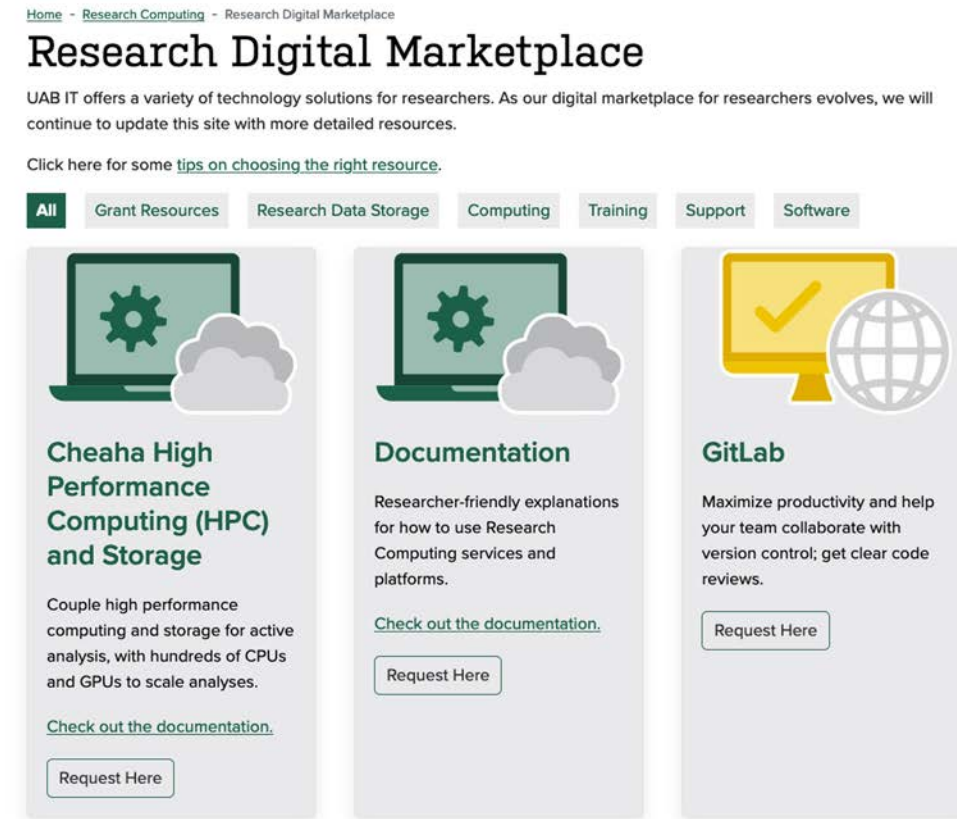 Home - Research Computing - Research Digital Marketplace
Research Digital Marketplace
UAB IT offers a variety of technology solutions for researchers. As our digital marketplace for researchers evolves, we will
continue to update this site with more detailed resources.
Click here for some tips on choosing the right resource.
All Grant Resources Research Data Storage Computing Training Support Software
Cheaha High
Performance
Computing (HPC)
and Storage
Couple high performance
computing and storage for active
analysis, with hundreds of CPUs
and GPUs to scale analyses.
Check out the documentation.
Request Here
Documentation
Researcher-friendly explanations
for how to use Research
Computing services and
platforms.
Check out the documentation.
Request Here
GitLab
Maximize productivity and help
your team collaborate with
version control; get clear code
reviews.
Request Here